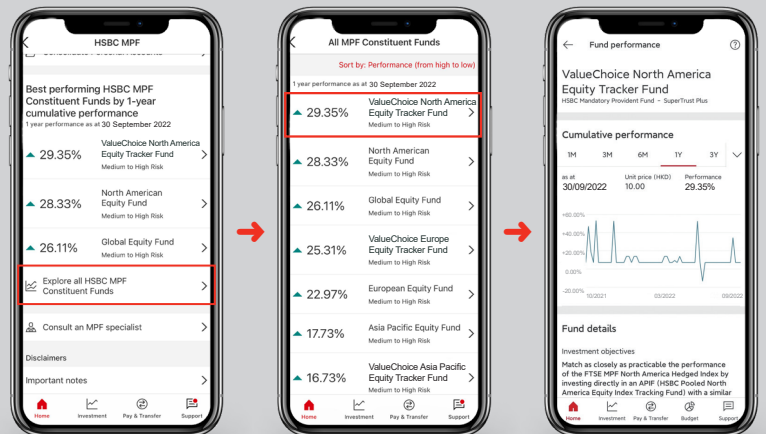 HSBC MPF
Best performing HSBC MPF
Constituent Funds by 1-year
cumulative performance
1 year performance as at 30 September 2022
29.35%
ValueChoice North America
Equity Tracker Fund
Medium to High Risk
28.33%
North American
Equity Fund
Medium to High Risk
26.11%
Global Equity Fund
Medium to High Risk
Explore all HSBC MPF
Constituent Funds
Consult an MPF specialist
Disclaimers
Important notes
Home
Investment
Pay & Transfer
Support
All MPF Constituent Funds
Sort by: Performance (from high to low)
1 year performance as at 30 September 2022
29.35%
ValueChoice North America
Equity Tracker Fund
Medium to High Risk
28.33%
North American
Equity Fund
Medium to High Risk
26.11%
Global Equity Fund
Medium to High Risk
25.31%
ValueChoice Europe
Equity Tracker Fund
Medium to High Risk
22.97%
European Equity Fund
Medium to High Risk
17.73%
Asia Pacific Equity Fund
Medium to High Risk
16.73%
ValueChoice Asia Pacific
Equity Tracker Fund
Medium to High Risk
Home
Investment
Pay & Transfer
Support
Fund performance
?
ValueChoice North America
Equity Tracker Fund
HSBC Mandatory Provident Fund – SuperTrust Plus
Cumulative performance
1M 3M 6M 1Y 3Y
as at
30/09/2022
Unit price (HKD)
10.00
Performance
29.35%
+60.00%
+40.00%
+20.00%
0.00%
-20.00%
10/2021 03/2022 09/2022
Fund details
Investment objectives
Match as closely as practicable the performance
of the FTSE MPF North America Hedged Index by
investing directly in an APIF (HSBC Pooled North
America Equity Index Tracking Fund) with a similar
Home
Investment
Pay & Transfer
Budget
Support